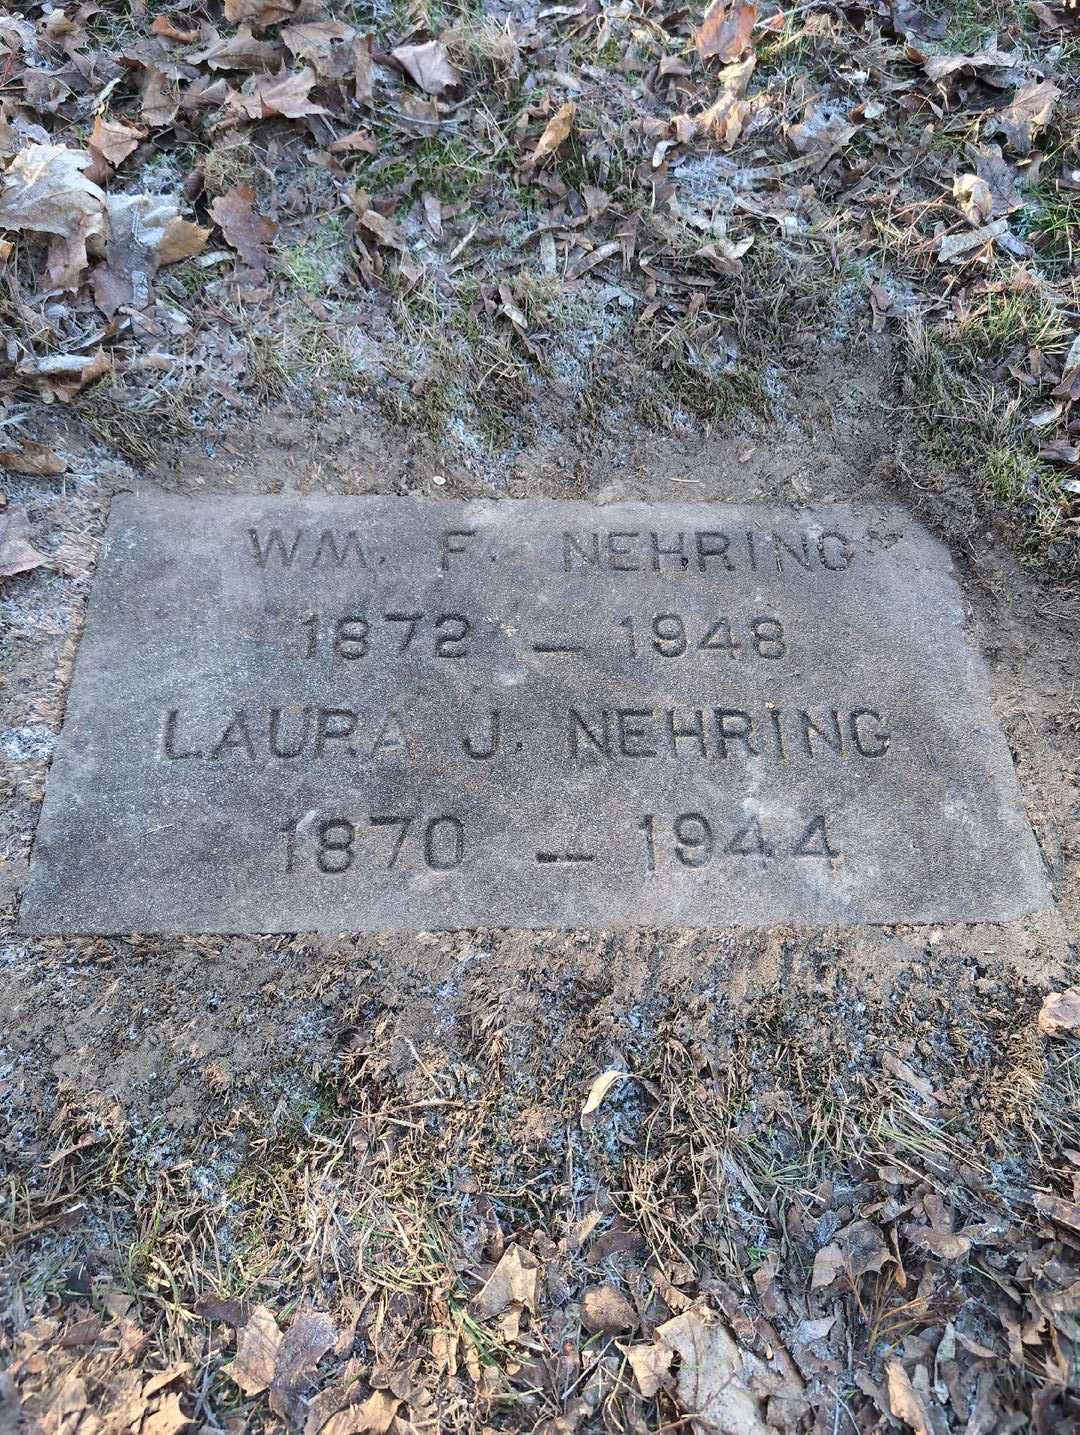 WM. F. NEHRING
1872 – 1948
LAURA J. NEHRING
1870 – 1944